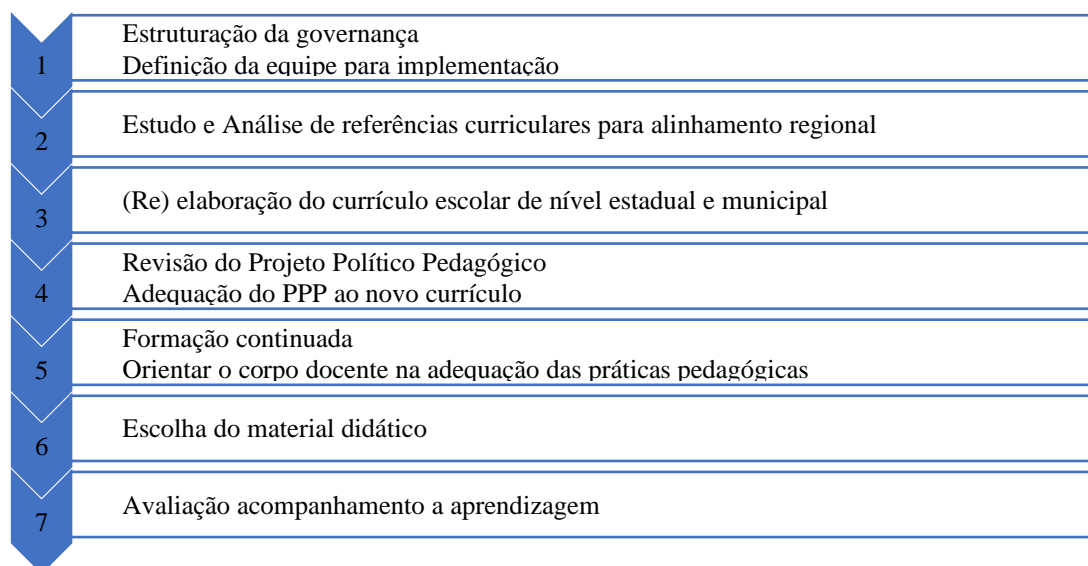 1
Estruturação da governança
Definição da equipe para implementação
2
Estudo e Análise de referências curriculares para alinhamento regional
3
(Re) elaboração do currículo escolar de nível estadual e municipal
4
Revisão do Projeto Político Pedagógico
Adequação do PPP ao novo currículo
5
Formação continuada
Orientar o corpo docente na adequação das práticas pedagógicas
6
Escolha do material didático
7
Avaliação acompanhamento a aprendizagem